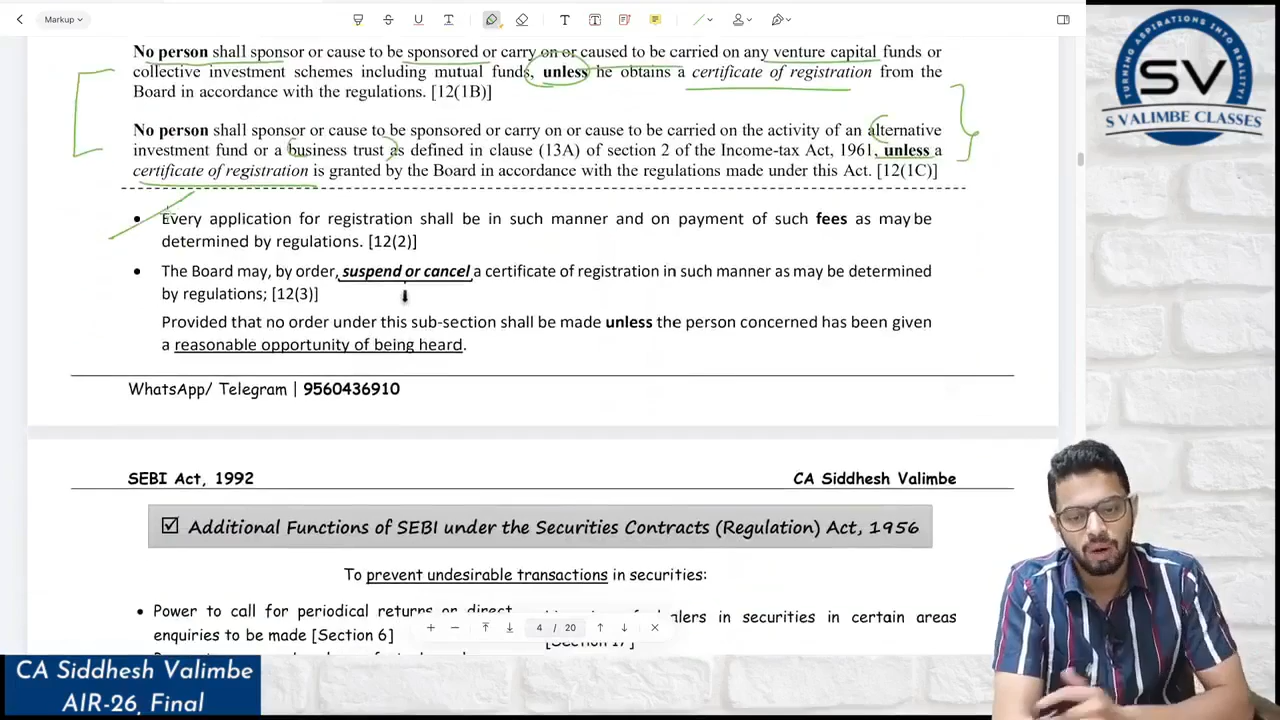 Markup
No person shall sponsor or cause to be sponsored or carry on or caused to be carried on any venture capital funds or
collective investment schemes including mutual funds, unless he obtains a certificate of registration from the
Board in accordance with the regulations. [12(1B)]
No person shall sponsor or cause to be sponsored or carry on or cause to be carried on the activity of an alternative
investment fund or a business trust as defined in clause (13A) of section 2 of the Income-tax Act, 1961, unless a
certificate of registration is granted by the Board in accordance with the regulations made under this Act. [12(1C)]
• Every application for registration shall be in such manner and on payment of such fees as may be
determined by regulations. [12(2)]
• The Board may, by order, suspend or cancel a certificate of registration in such manner as may be determined
by regulations; [12(3)]
Provided that no order under this sub-section shall be made unless the person concerned has been given
a reasonable opportunity of being heard.
WhatsApp/ Telegram | 9560436910
SEBI Act, 1992 CA Siddhesh Valimbe
Additional Functions of SEBI under the Securities Contracts (Regulation) Act, 1956
To prevent undesirable transactions in securities:
• Power to call for periodical returns or direct
enquiries to be made [Section 6]
in securities in certain areas
[Section 17]
4 / 20
TURNING ASPIRATIONS INTO REALITY!
SV
S VALIMBE CLASSES
CA Siddhesh Valimbe
AIR-26, Final